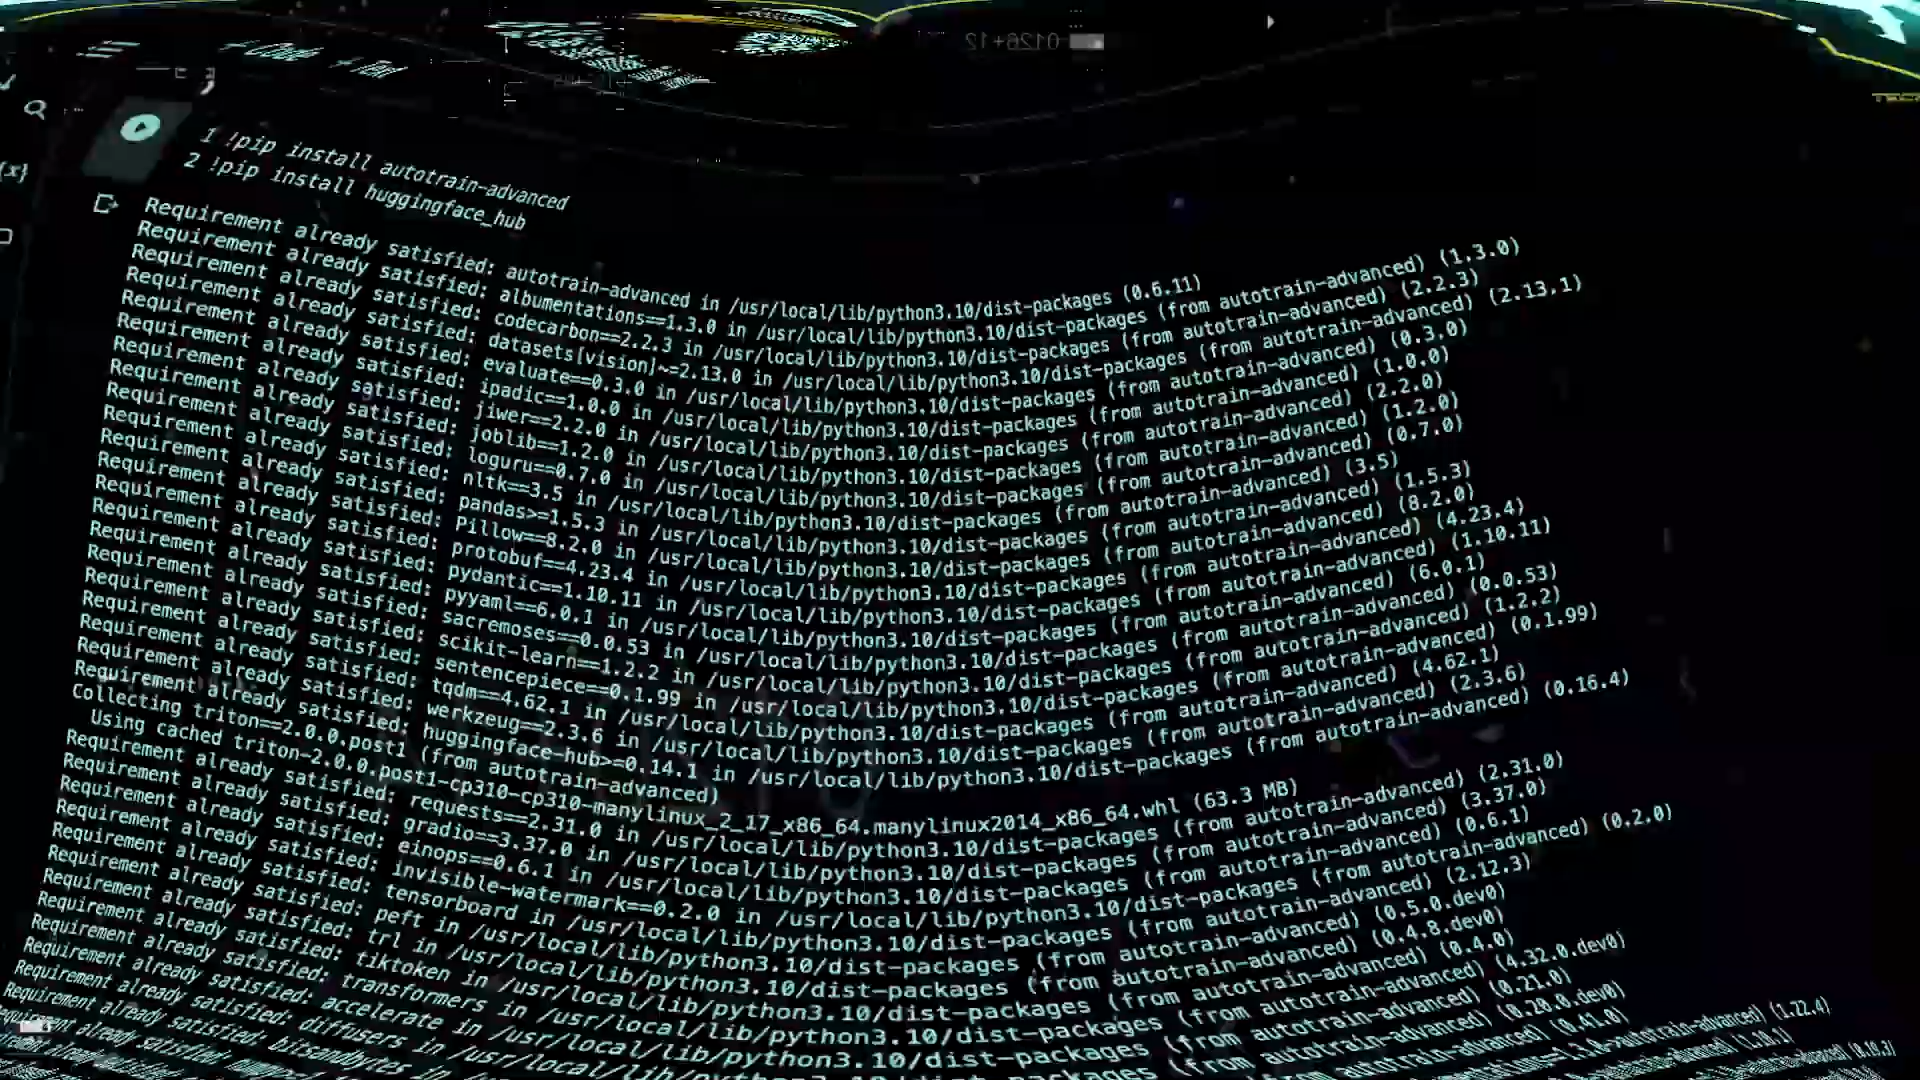 + Code + Text
1 !pip install autotrain-advanced
2 !pip install huggingface_hub
Requirement already satisfied: autotrain-advanced in /usr/local/lib/python3.10/dist-packages (0.6.11)
Requirement already satisfied: albumentations==1.3.0 in /usr/local/lib/python3.10/dist-packages (from autotrain-advanced) (1.3.0)
Requirement already satisfied: codecarbon==2.2.3 in /usr/local/lib/python3.10/dist-packages (from autotrain-advanced) (2.2.3)
Requirement already satisfied: datasets[vision]~=2.13.0 in /usr/local/lib/python3.10/dist-packages (from autotrain-advanced) (2.13.1)
Requirement already satisfied: evaluate==0.3.0 in /usr/local/lib/python3.10/dist-packages (from autotrain-advanced) (0.3.0)
Requirement already satisfied: ipadic==1.0.0 in /usr/local/lib/python3.10/dist-packages (from autotrain-advanced) (1.0.0)
Requirement already satisfied: jiwer==2.2.0 in /usr/local/lib/python3.10/dist-packages (from autotrain-advanced) (2.2.0)
Requirement already satisfied: joblib==1.2.0 in /usr/local/lib/python3.10/dist-packages (from autotrain-advanced) (1.2.0)
Requirement already satisfied: loguru==0.7.0 in /usr/local/lib/python3.10/dist-packages (from autotrain-advanced) (0.7.0)
Requirement already satisfied: nltk==3.5 in /usr/local/lib/python3.10/dist-packages (from autotrain-advanced) (3.5)
Requirement already satisfied: pandas>=1.5.3 in /usr/local/lib/python3.10/dist-packages (from autotrain-advanced) (1.5.3)
Requirement already satisfied: Pillow==8.2.0 in /usr/local/lib/python3.10/dist-packages (from autotrain-advanced) (8.2.0)
Requirement already satisfied: protobuf==4.23.4 in /usr/local/lib/python3.10/dist-packages (from autotrain-advanced) (4.23.4)
Requirement already satisfied: pydantic==1.10.11 in /usr/local/lib/python3.10/dist-packages (from autotrain-advanced) (1.10.11)
Requirement already satisfied: pyyaml==6.0.1 in /usr/local/lib/python3.10/dist-packages (from autotrain-advanced) (6.0.1)
Requirement already satisfied: sacremoses==0.0.53 in /usr/local/lib/python3.10/dist-packages (from autotrain-advanced) (0.0.53)
Requirement already satisfied: scikit-learn==1.2.2 in /usr/local/lib/python3.10/dist-packages (from autotrain-advanced) (1.2.2)
Requirement already satisfied: sentencepiece==0.1.99 in /usr/local/lib/python3.10/dist-packages (from autotrain-advanced) (0.1.99)
Requirement already satisfied: tqdm==4.62.1 in /usr/local/lib/python3.10/dist-packages (from autotrain-advanced) (4.62.1)
Requirement already satisfied: werkzeug==2.3.6 in /usr/local/lib/python3.10/dist-packages (from autotrain-advanced) (2.3.6)
Requirement already satisfied: huggingface-hub>=0.14.1 in /usr/local/lib/python3.10/dist-packages (from autotrain-advanced) (0.16.4)
Collecting triton==2.0.0.post1 (from autotrain-advanced)
Using cached triton-2.0.0.post1-cp310-cp310-manylinux_2_17_x86_64.manylinux2014_x86_64.whl (63.3 MB)
Requirement already satisfied: requests==2.31.0 in /usr/local/lib/python3.10/dist-packages (from autotrain-advanced) (2.31.0)
Requirement already satisfied: gradio==3.37.0 in /usr/local/lib/python3.10/dist-packages (from autotrain-advanced) (3.37.0)
Requirement already satisfied: einops==0.6.1 in /usr/local/lib/python3.10/dist-packages (from autotrain-advanced) (0.6.1)
Requirement already satisfied: invisible-watermark==0.2.0 in /usr/local/lib/python3.10/dist-packages (from autotrain-advanced) (0.2.0)
Requirement already satisfied: tensorboard in /usr/local/lib/python3.10/dist-packages (from autotrain-advanced) (2.12.3)
Requirement already satisfied: peft in /usr/local/lib/python3.10/dist-packages (from autotrain-advanced) (0.5.0.dev0)
Requirement already satisfied: trl in /usr/local/lib/python3.10/dist-packages (from autotrain-advanced) (0.4.8.dev0)
Requirement already satisfied: tiktoken in /usr/local/lib/python3.10/dist-packages (from autotrain-advanced) (0.4.0)
Requirement already satisfied: transformers in /usr/local/lib/python3.10/dist-packages (from autotrain-advanced) (4.32.0.dev0)
Requirement already satisfied: accelerate in /usr/local/lib/python3.10/dist-packages (from autotrain-advanced) (0.21.0)
Requirement already satisfied: diffusers in /usr/local/lib/python3.10/dist-packages (from autotrain-advanced) (0.20.0.dev0)
Requirement already satisfied: bitsandbytes in (from autotrain-advanced) (0.41.0)